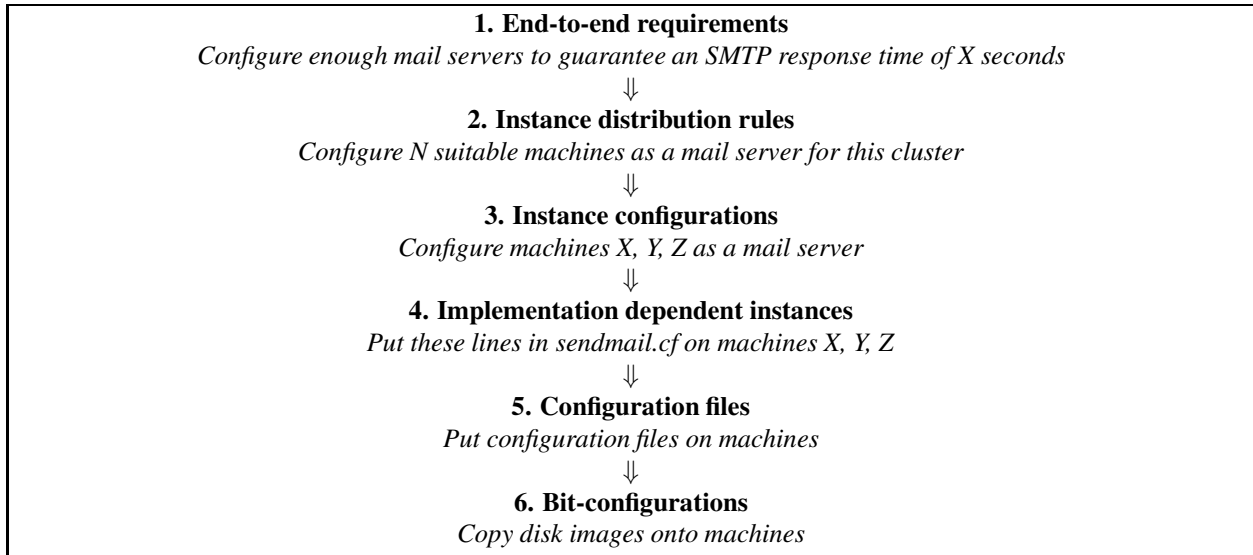 1. End-to-end requirements
Configure enough mail servers to guarantee an SMTP response time of X seconds
⇓
2. Instance distribution rules
Configure N suitable machines as a mail server for this cluster
⇓
3. Instance configurations
Configure machines X, Y, Z as a mail server
⇓
4. Implementation dependent instances
Put these lines in sendmail.cf on machines X, Y, Z
⇓
5. Configuration files
Put configuration files on machines
⇓
6. Bit-configurations
Copy disk images onto machines